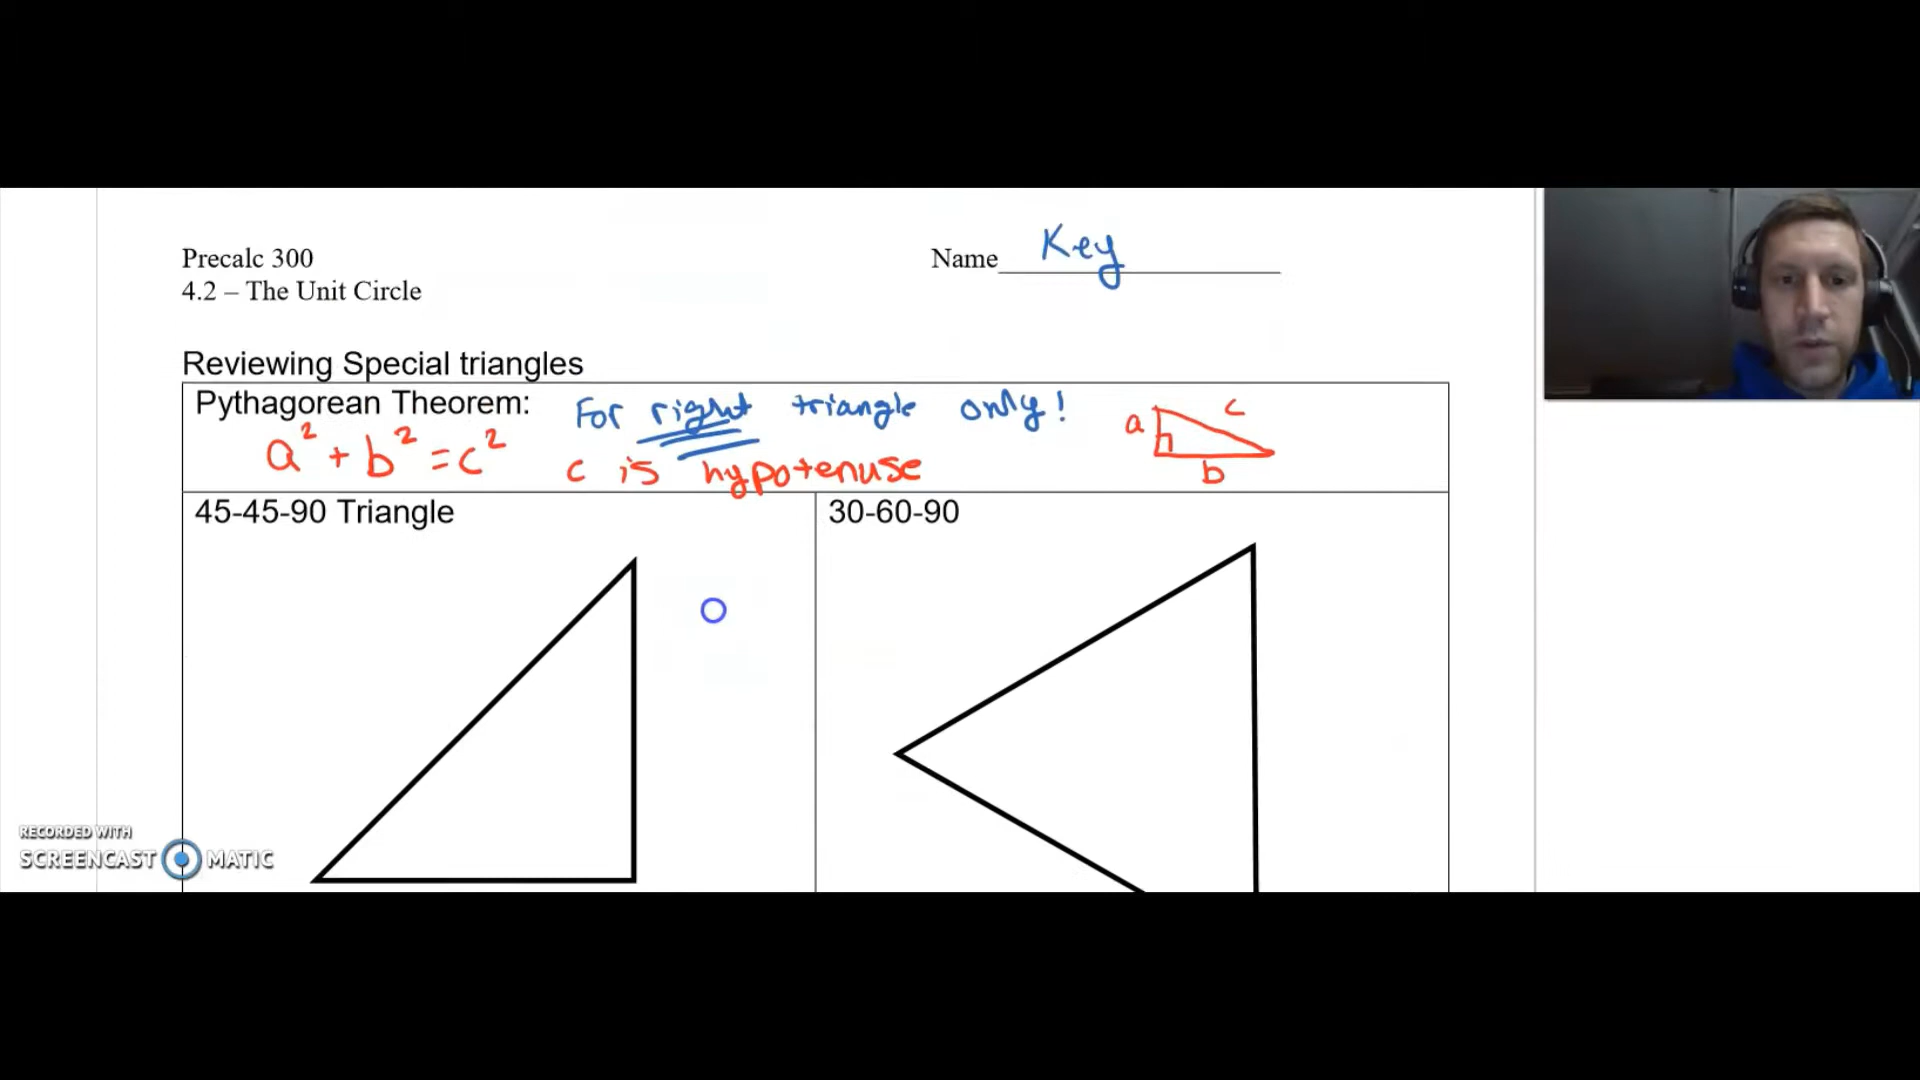 Precalc 300
Name Key
4.2 – The Unit Circle
Reviewing Special triangles
Pythagorean Theorem: For right triangle only!
a² + b² = c² c is hypotenuse
a c
b
45-45-90 Triangle
30-60-90
RECORDED WITH
SCREENCAST MATIC